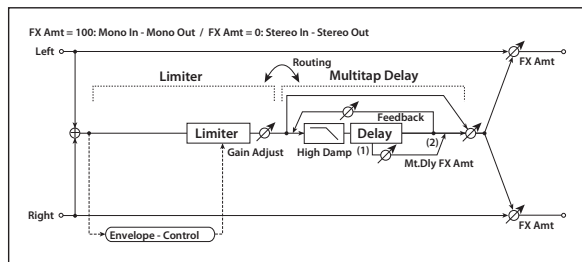 FX Amt = 100: Mono In - Mono Out / FX Amt = 0: Stereo In - Stereo Out
Left
FX Amt
Routing
Limiter
Multitap Delay
Feedback
Limiter
Delay
Gain Adjust
High Damp
(1)
(2)
Mt.Dly FX Amt
Right
FX Amt
Envelope - Control